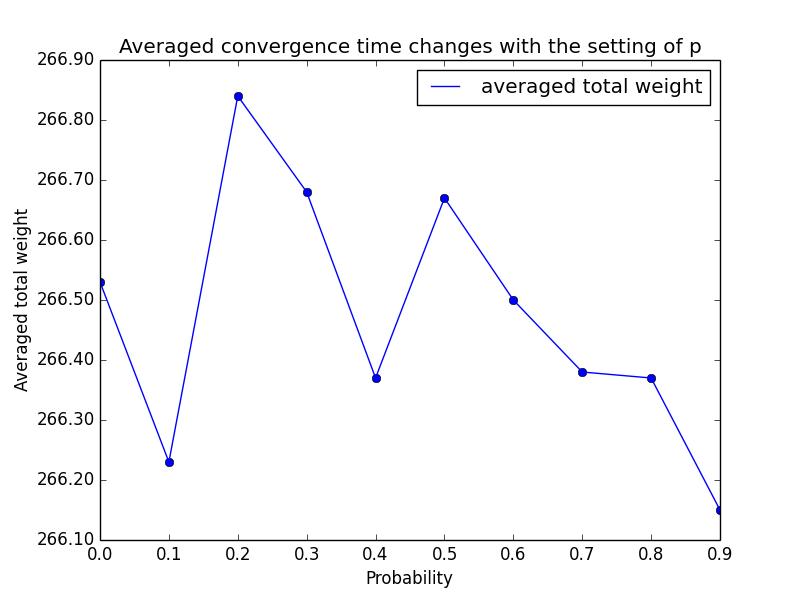 Averaged convergence time changes with the setting of p
266.90
266.80
266.70
266.60
266.50
266.40
266.30
266.20
266.10
averaged total weight
Averaged total weight
0.0 0.1 0.2 0.3 0.4 0.5 0.6 0.7 0.8 0.9
Probability